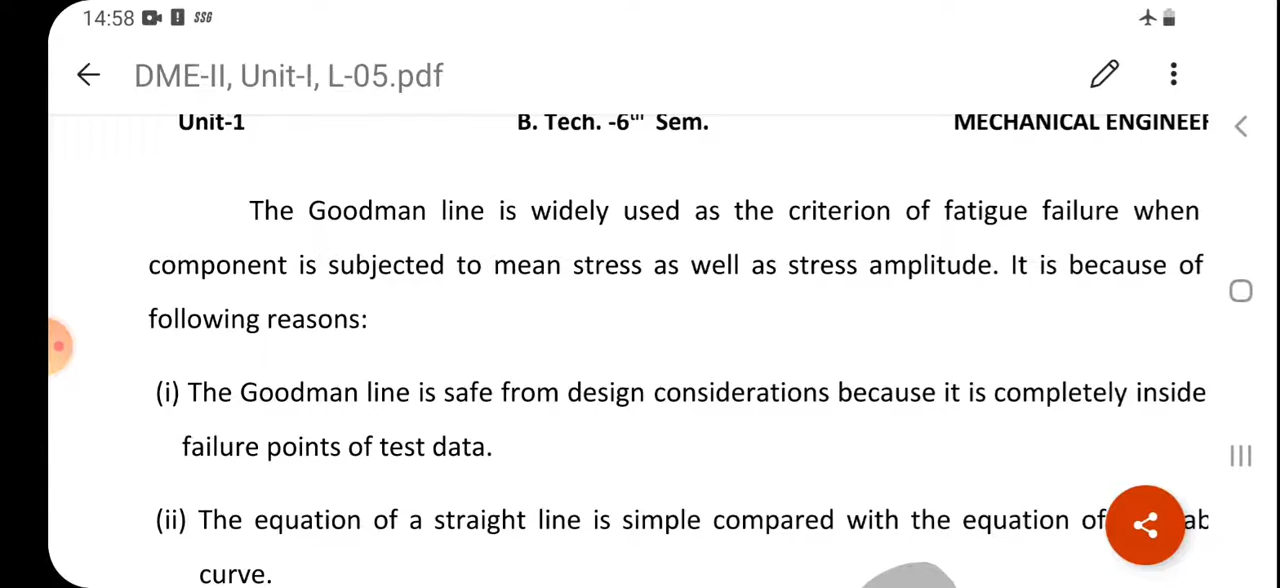 14:58 SSG
DME-II, Unit-I, L-05.pdf
Unit-1 B. Tech. -6th Sem. MECHANICAL ENGINEER
The Goodman line is widely used as the criterion of fatigue failure when
component is subjected to mean stress as well as stress amplitude. It is because of
following reasons:
(i) The Goodman line is safe from design considerations because it is completely inside
failure points of test data.
(ii) The equation of a straight line is simple compared with the equation of ab
curve.